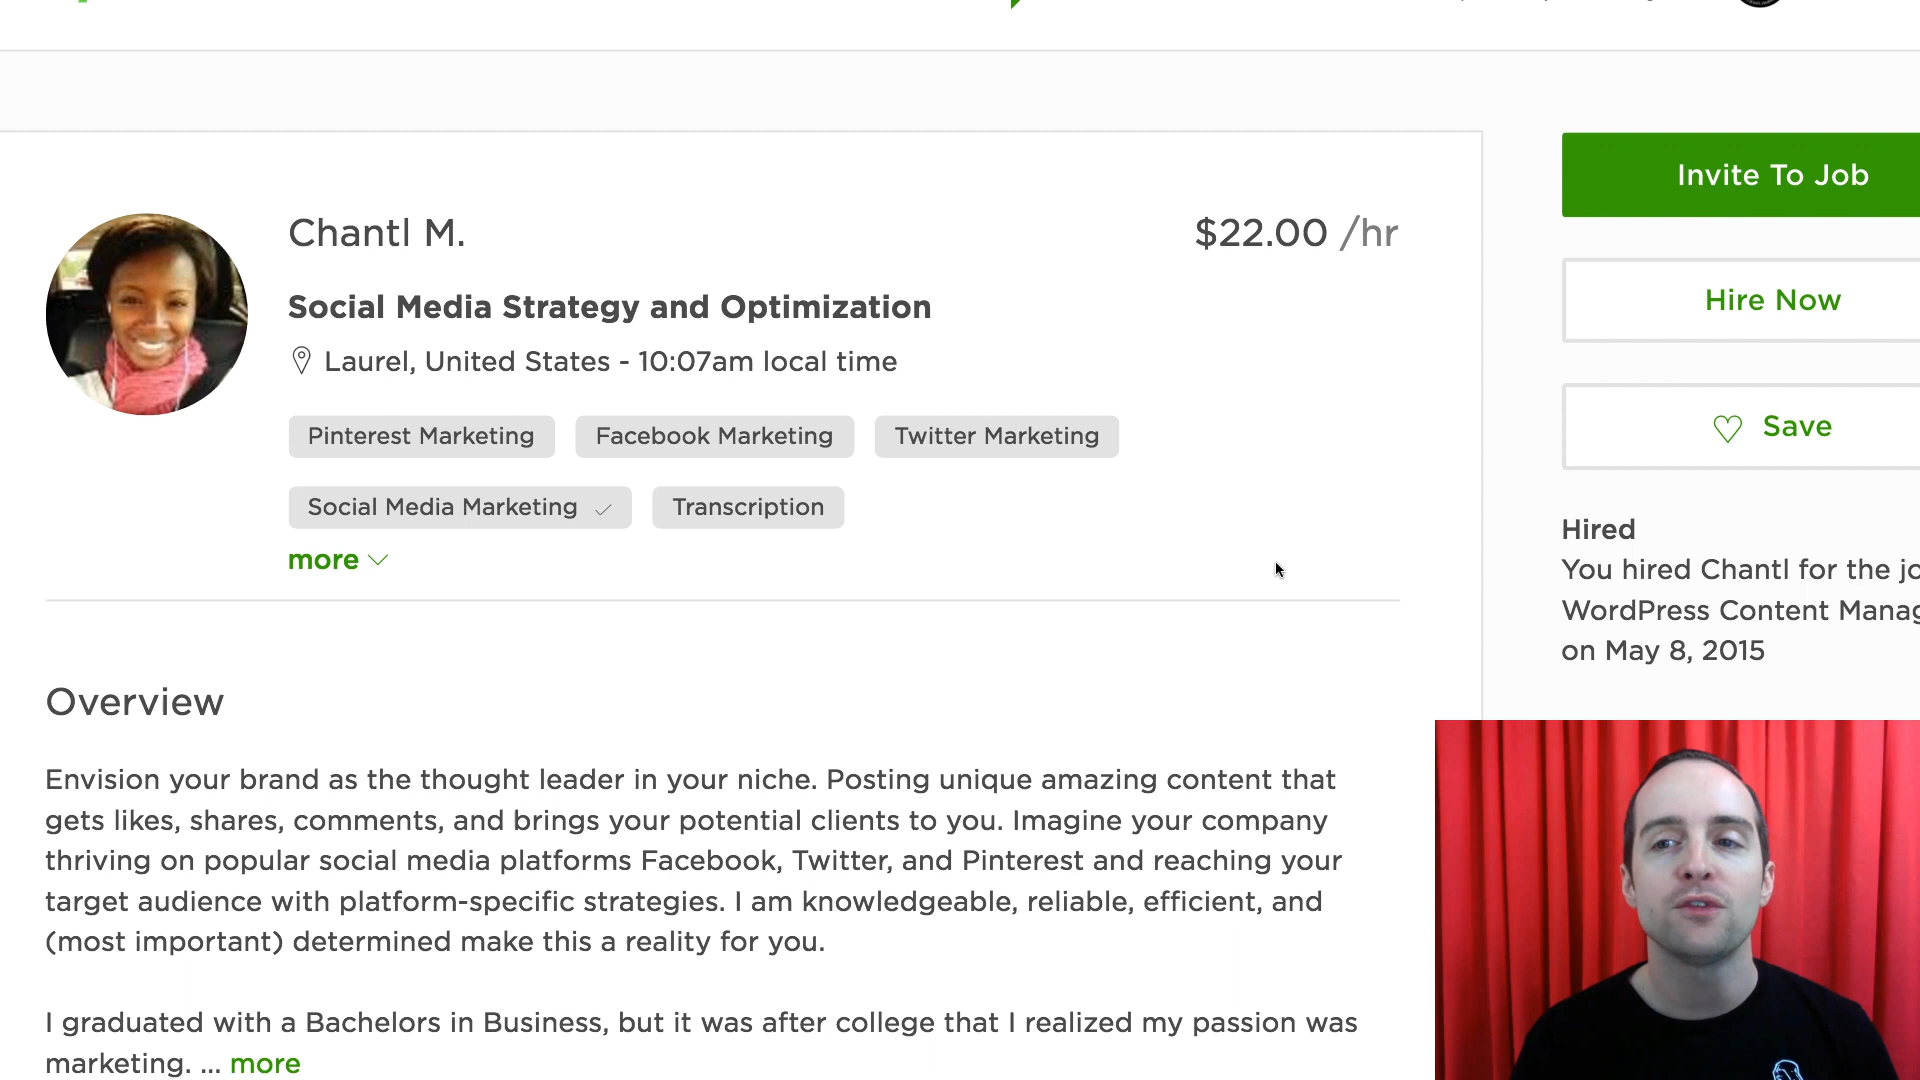 Chantl M.
$22.00 /hr
Social Media Strategy and Optimization
Laurel, United States - 10:07am local time
Pinterest Marketing
Facebook Marketing
Twitter Marketing
Social Media Marketing
Transcription
more
Overview
Envision your brand as the thought leader in your niche. Posting unique amazing content that
gets likes, shares, comments, and brings your potential clients to you. Imagine your company
thriving on popular social media platforms Facebook, Twitter, and Pinterest and reaching your
target audience with platform-specific strategies. I am knowledgeable, reliable, efficient, and
(most important) determined make this a reality for you.
I graduated with a Bachelors in Business, but it was after college that I realized my passion was
marketing. ... more
Invite To Job
Hire Now
Save
Hired
You hired Chantl for the jo
WordPress Content Manag
on May 8, 2015